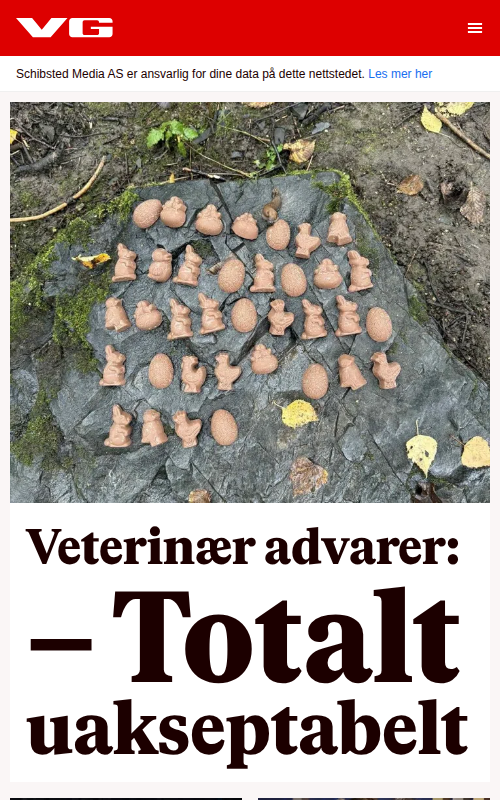 VG
Schibsted Media AS er ansvarlig for dine data på dette nettstedet. Les mer her
Veterinær advarer:
– Totalt
uakseptabelt